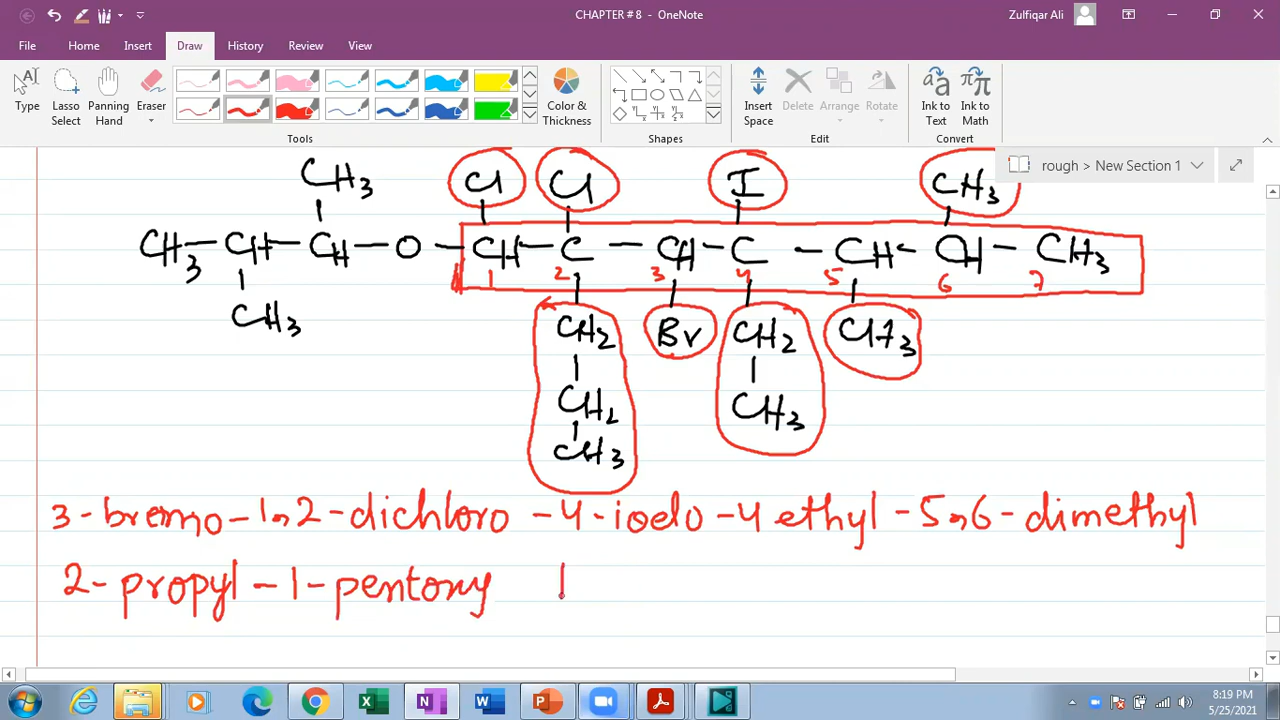 CHAPTER # 8 - OneNote
Zulfiqar Ali
File Home Insert Draw History Review View
Type Lasso Select Panning Hand Eraser
Color & Thickness
Insert Space Delete Arrange Rotate
Ink to Text Ink to Math
Tools Shapes Edit Convert
rough > New Section 1
CH3 Cl Cl I CH3
CH3 - CH - CH - O - CH - C - CH - C - CH - CH - CH3
1 2 3 4 5 6 7
CH3 CH2 Br CH2 CH3
CH2 CH3
CH3
3-bromo-1,2-dichloro-4-iodo-4 ethyl-5,6-dimethyl
2-propyl-1-pentoxy
8:19 PM
5/25/2021